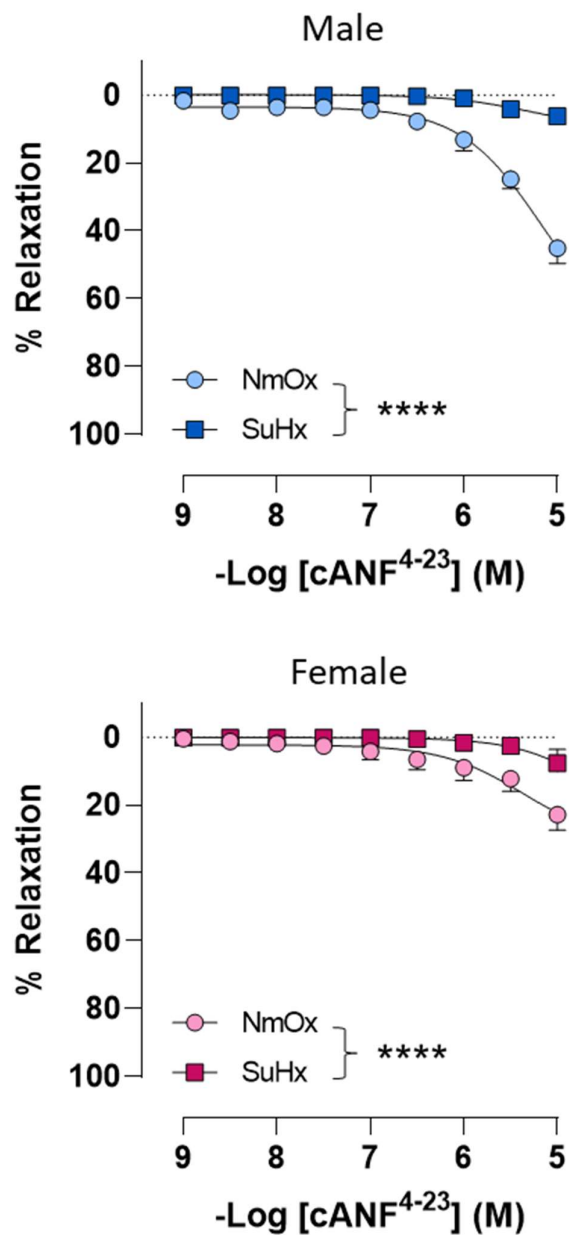 Male
% Relaxation
0
20
40
60
80
100
NmOx
SuHx
****
9 8 7 6 5
-Log [cANF⁴⁻²³] (M)
Female
% Relaxation
0
20
40
60
80
100
NmOx
SuHx
****
9 8 7 6 5
-Log [cANF⁴⁻²³] (M)